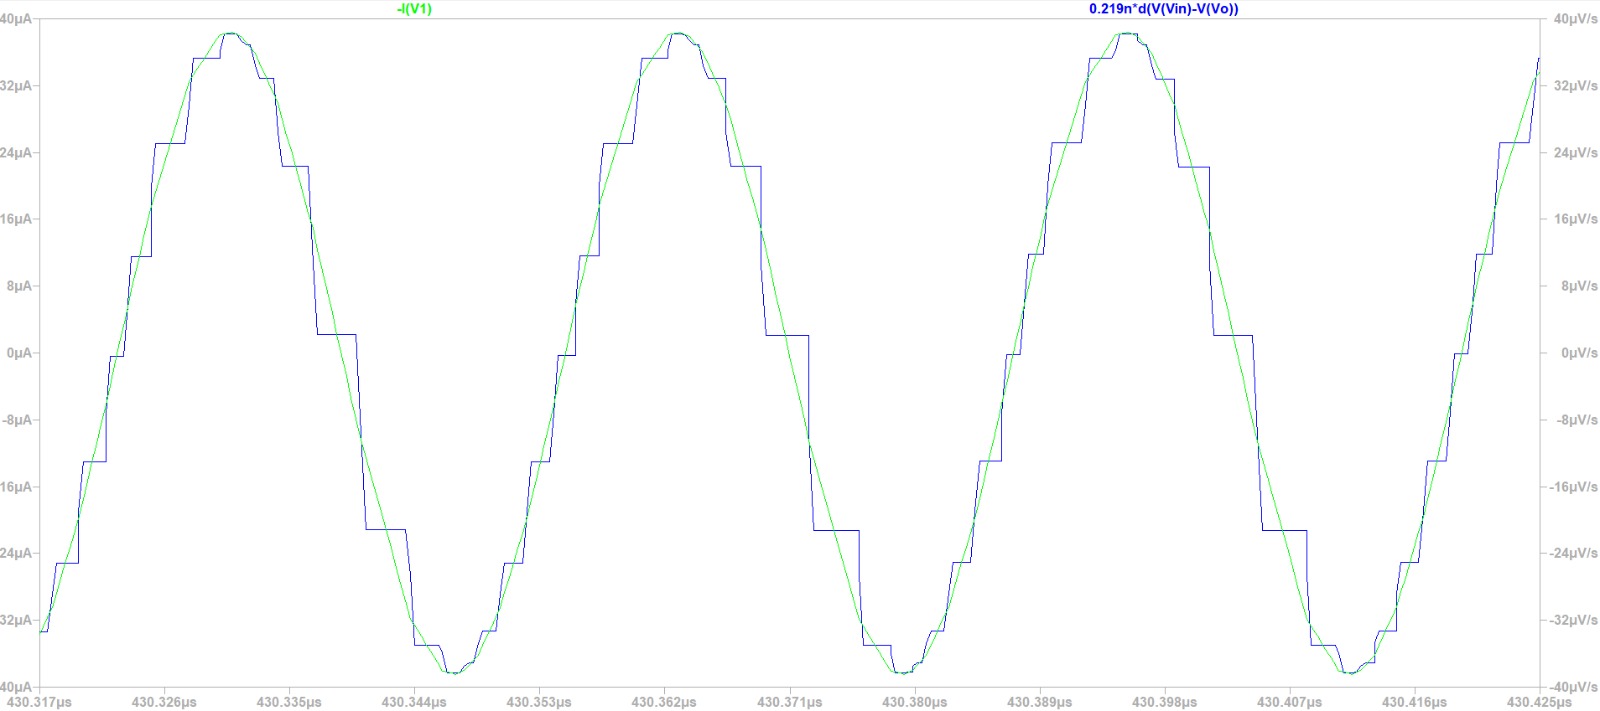 -I(V1) 0.219n*d(V(Vin)-V(Vo))
40µA 40µV/s
32µA 32µV/s
24µA 24µV/s
16µA 16µV/s
8µA 8µV/s
0µA 0µV/s
-8µA -8µV/s
16µA -16µV/s
24µA -24µV/s
32µA -32µV/s
40µA -40µV/s
430.317µs 430.326µs 430.335µs 430.344µs 430.353µs 430.362µs 430.371µs 430.380µs 430.389µs 430.398µs 430.407µs 430.416µs 430.425µs